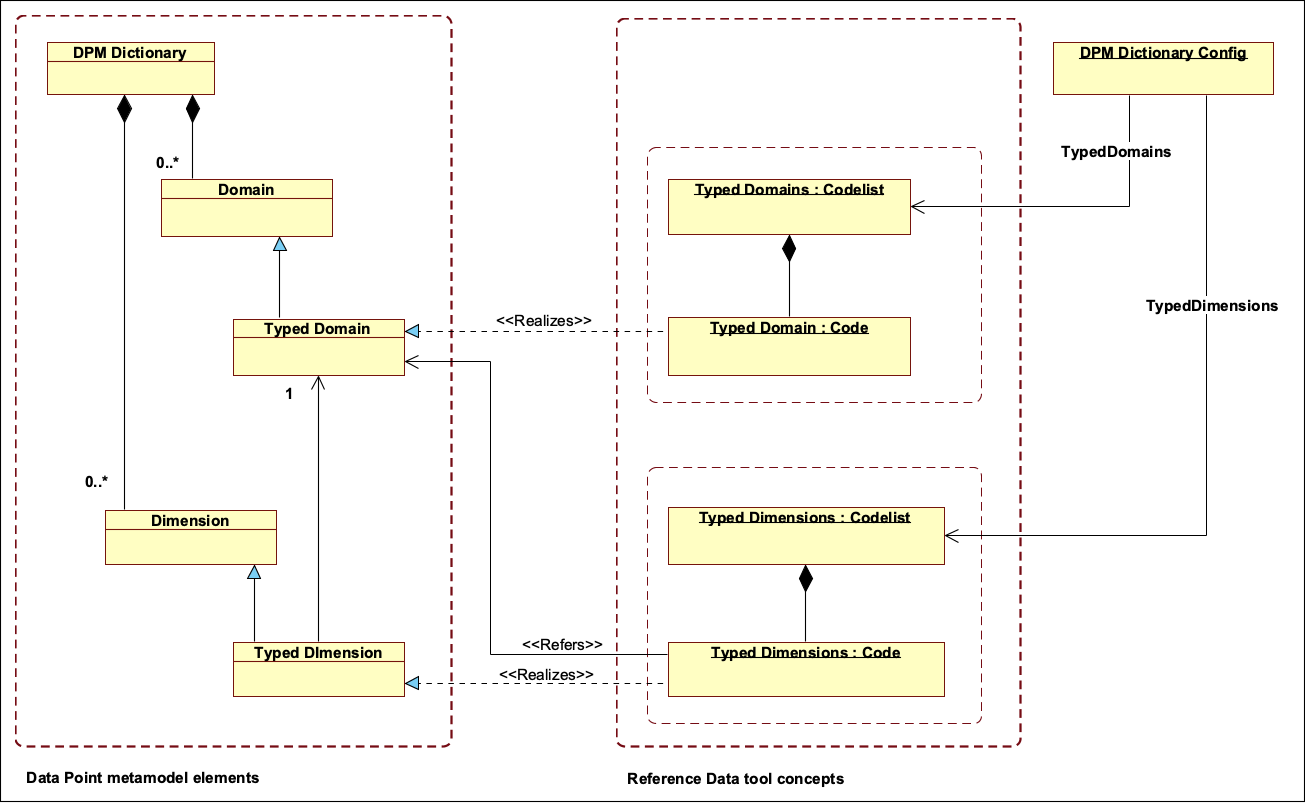 DPM Dictionary
DPM Dictionary Config
TypedDomains
0..*
Domain
Typed Domains : Codelist
TypedDimensions
<<Realizes>>
Typed Domain
Typed Domain : Code
1
0..*
Dimension
Typed Dimensions : Codelist
<<Refers>>
Typed DImension
Typed Dimensions : Code
<<Realizes>>
Data Point metamodel elements
Reference Data tool concepts